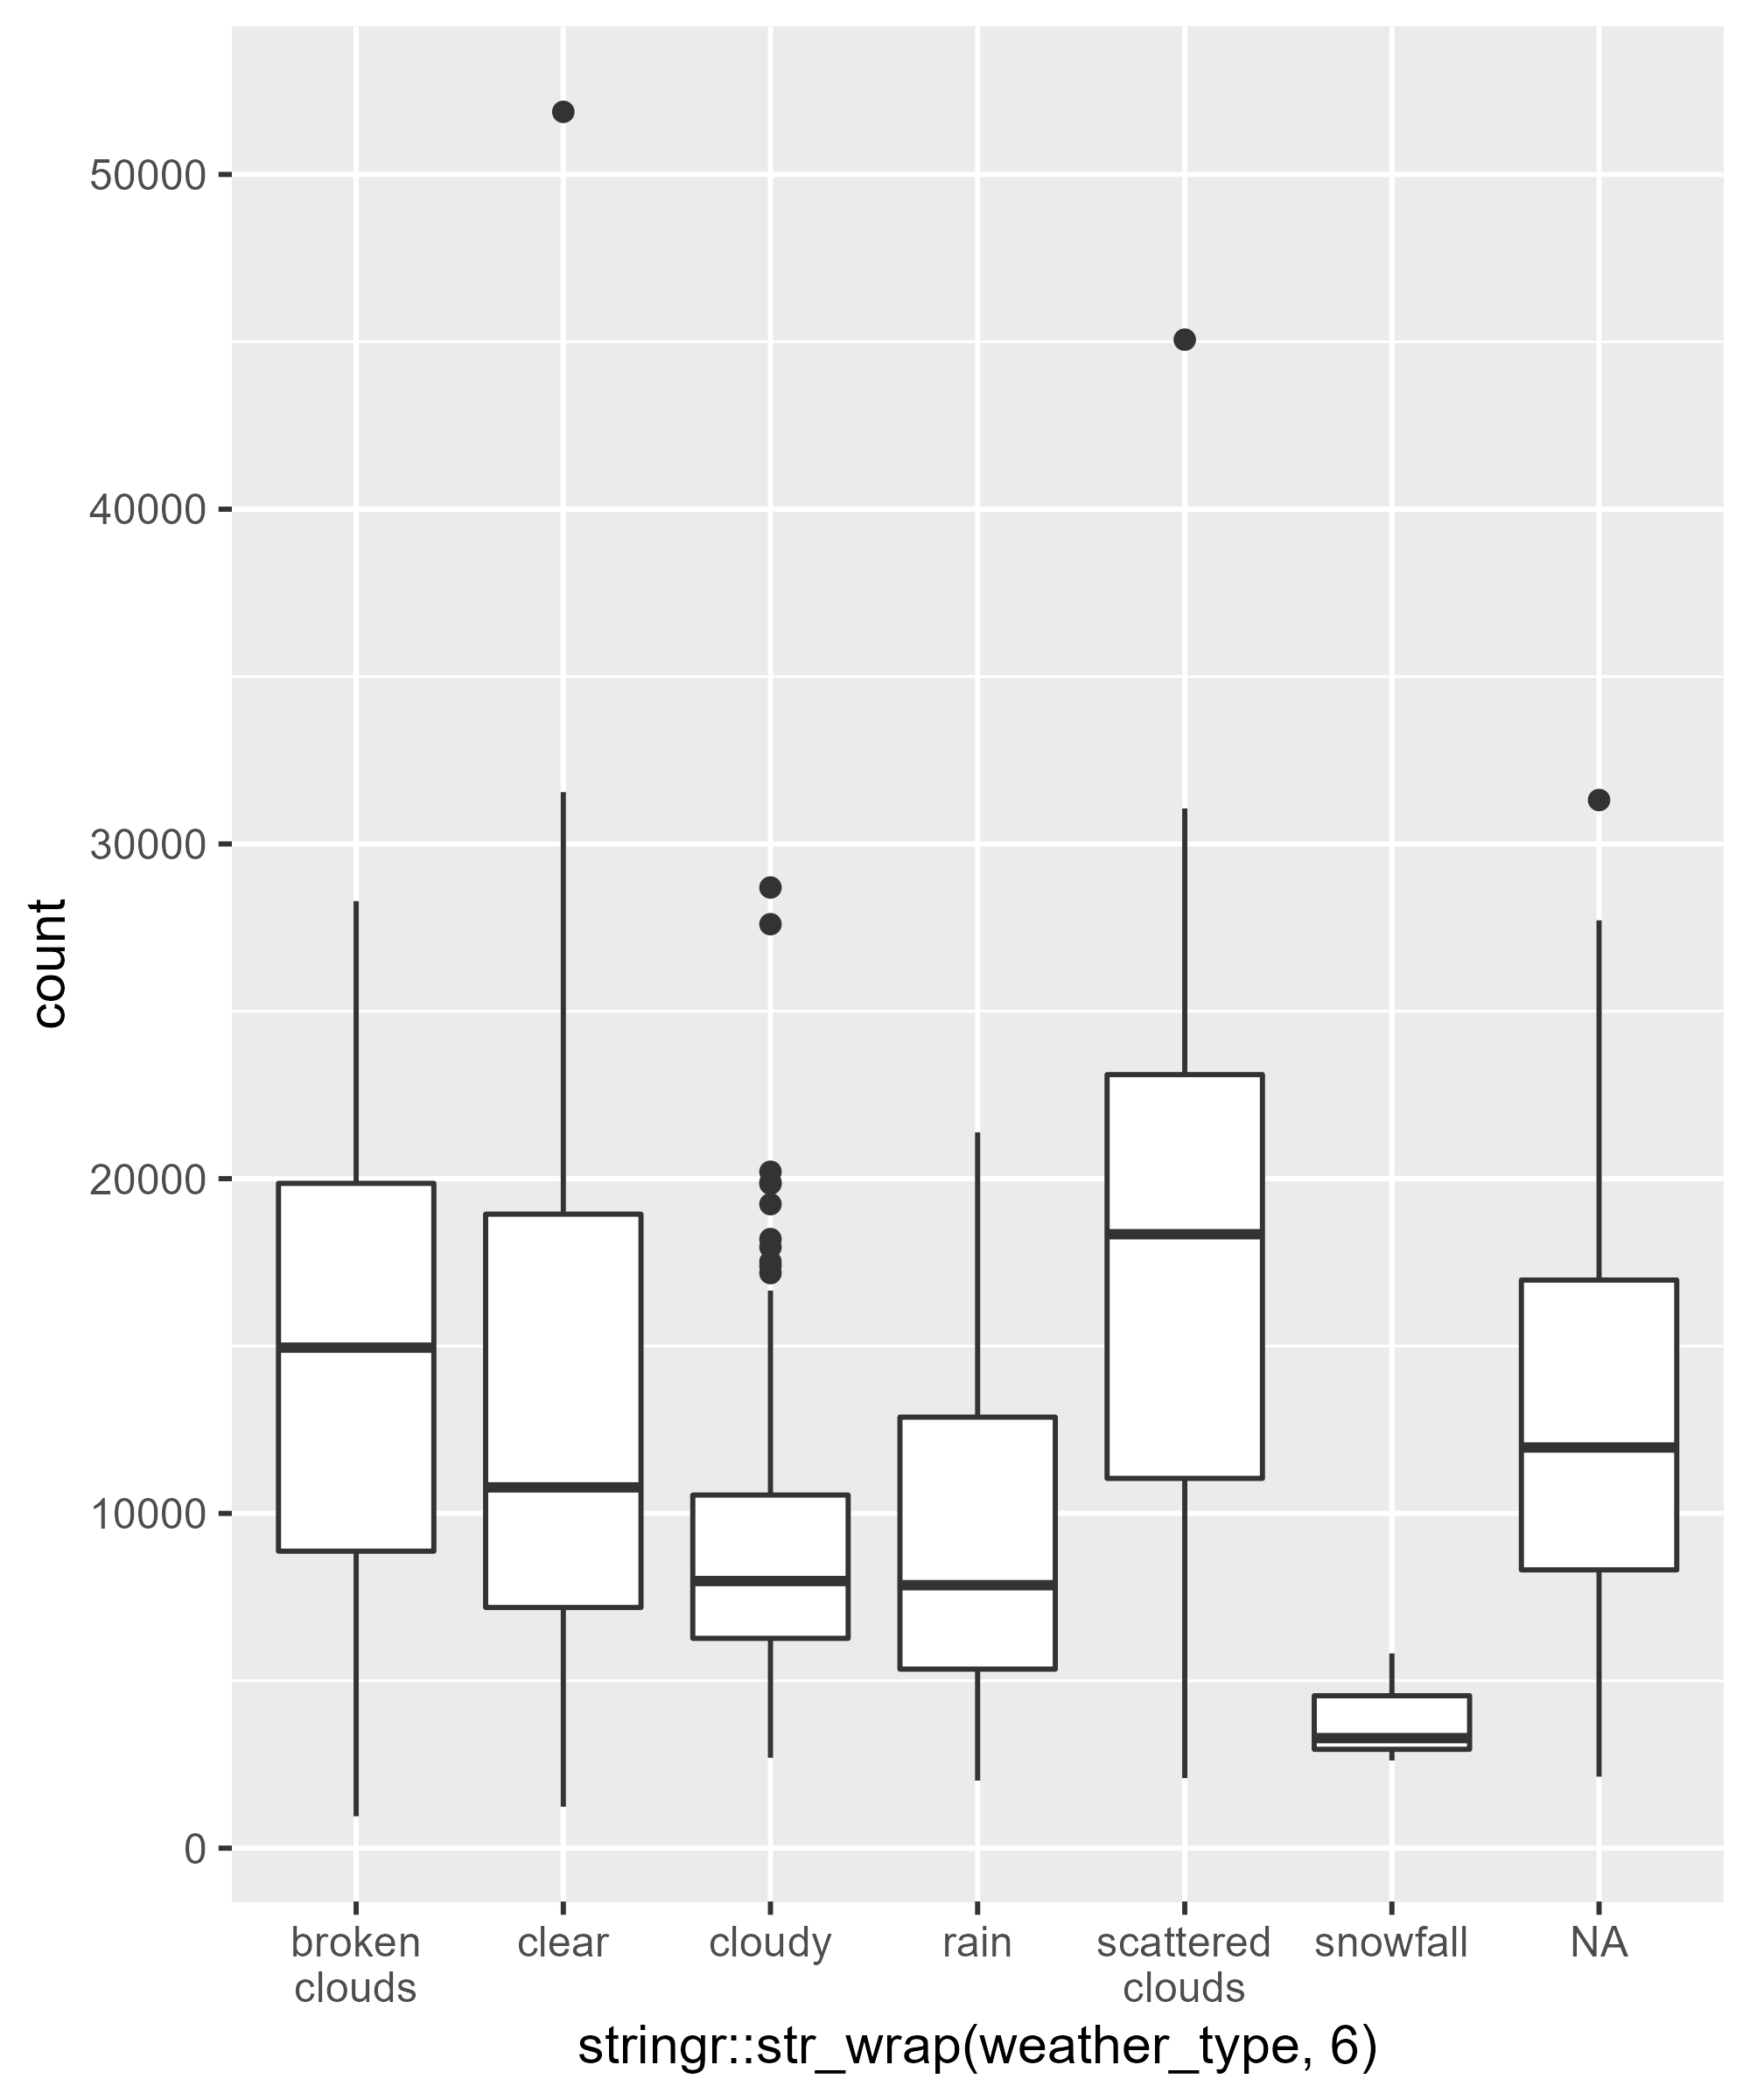 50000
40000
30000
20000
10000
0
count
broken clear cloudy rain scattered snowfall NA
clouds clouds
stringr::str_wrap(weather_type, 6)